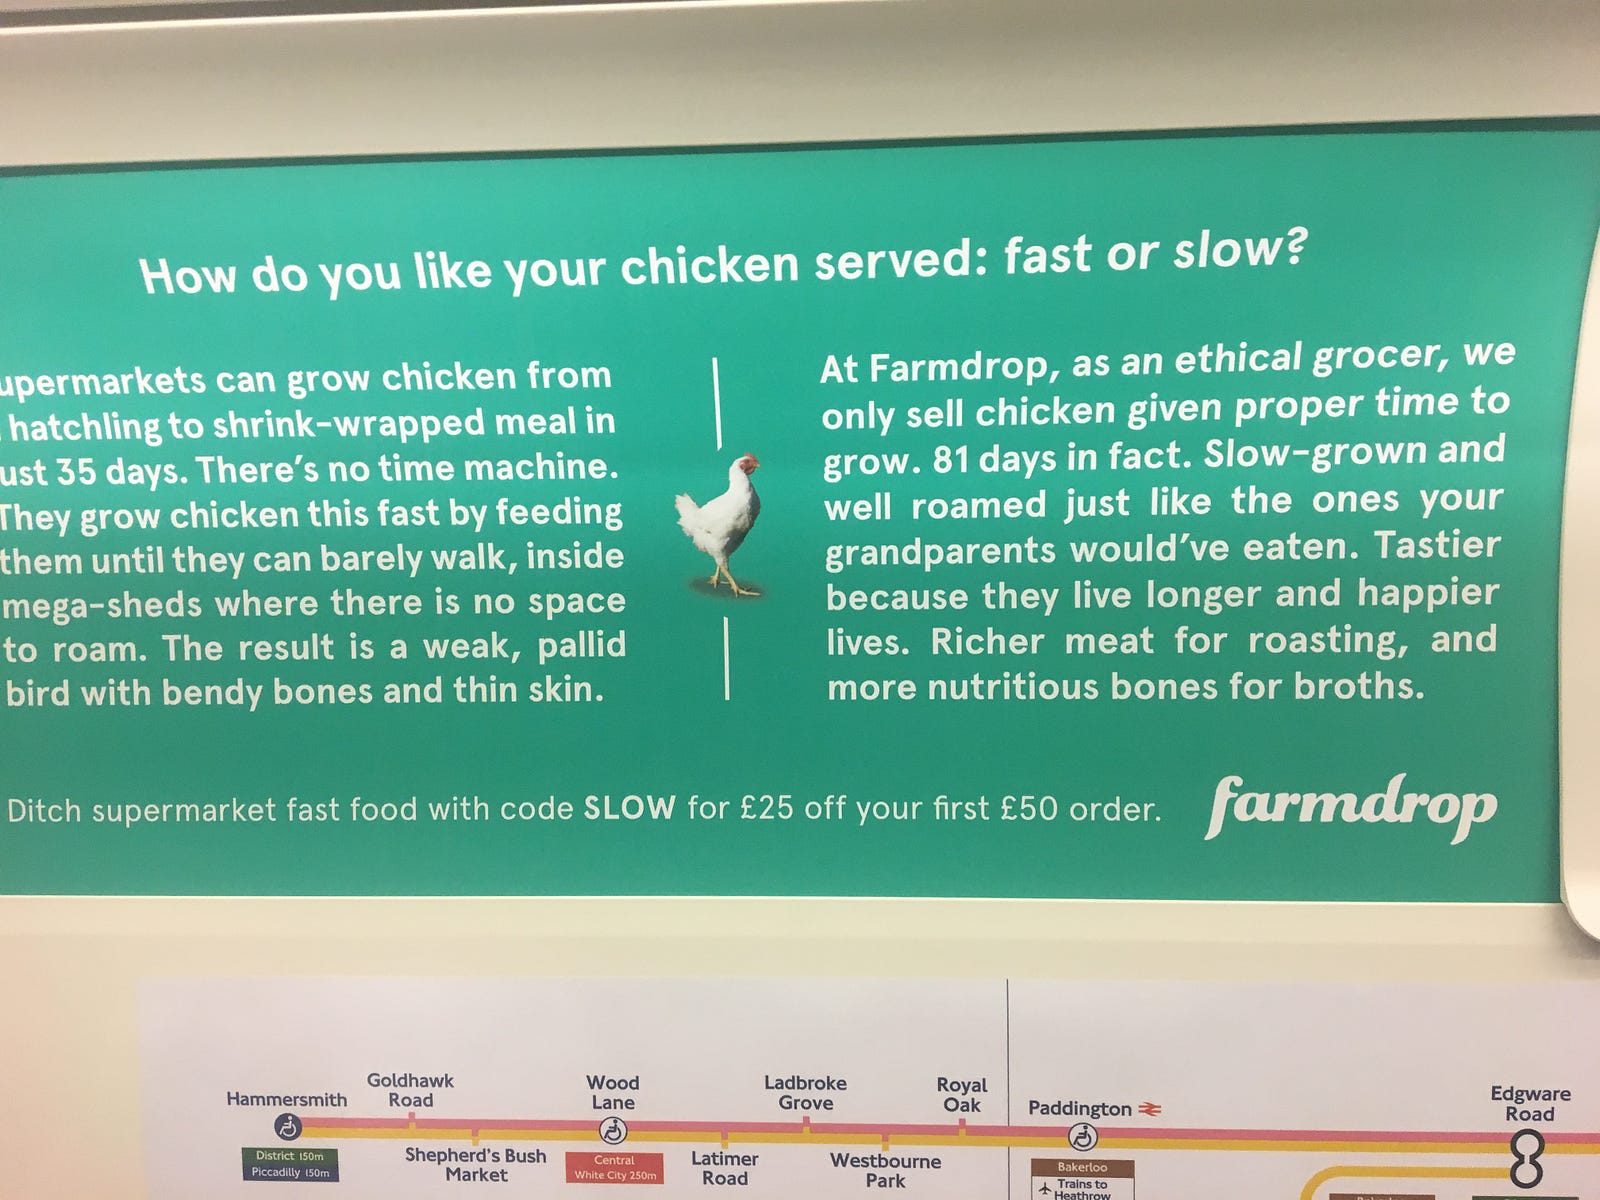 How do you like your chicken served: fast or slow?
upermarkets can grow chicken from
hatchling to shrink-wrapped meal in
ust 35 days. There's no time machine.
They grow chicken this fast by feeding
them until they can barely walk, inside
mega-sheds where there is no space
to roam. The result is a weak, pallid
bird with bendy bones and thin skin.
At Farmdrop, as an ethical grocer, we
only sell chicken given proper time to
grow. 81 days in fact. Slow-grown and
well roamed just like the ones your
grandparents would've eaten. Tastier
because they live longer and happier
lives. Richer meat for roasting, and
more nutritious bones for broths.
Ditch supermarket fast food with code SLOW for £25 off your first £50 order.
farmdrop
Hammersmith
District 150m
Piccadilly 150m
Goldhawk
Road
Shepherd's Bush
Market
Wood
Lane
Central
White City 250m
Latimer
Road
Ladbroke
Grove
Westbourne
Park
Royal
Oak
Paddington
Bakerloo
Trains to
Heathrow
Edgware
Road